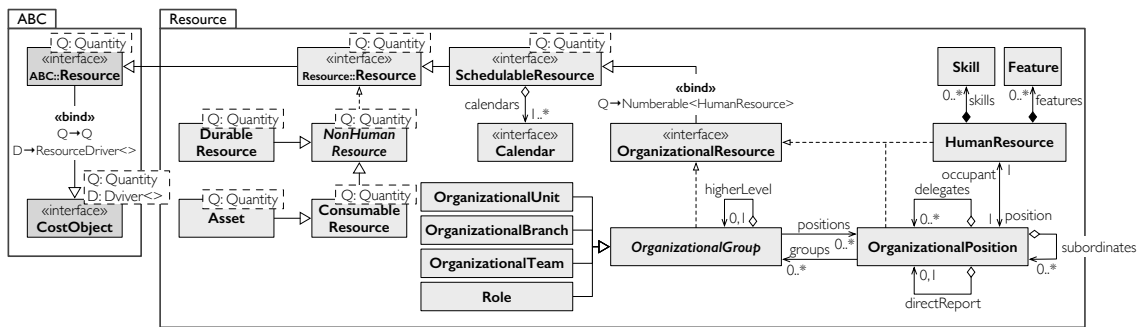 ABC
Resource
Q: Quantity
«interface»
ABC::Resource
«bind»
Q→Q
D→ResourceDriver<>
Q: Quantity
D: Dviver<>
«interface»
CostObject
Q: Quantity
«interface»
Resource::Resource
Q: Quantity
«interface»
SchedulableResource
calendars
1..*
«interface»
Calendar
«bind»
Q→Numberable<HumanResource>
«interface»
OrganizationalResource
Skill
Feature
0..*
skills
0..*
features
HumanResource
Q: Quantity
Durable
Resource
Q: Quantity
NonHuman
Resource
Q: Quantity
Asset
Q: Quantity
Consumable
Resource
OrganizationalUnit
OrganizationalBranch
OrganizationalTeam
Role
higherLevel
0,1
OrganizationalGroup
positions
0..*
groups
0..*
occupant
1
delegates
0..*
1
position
OrganizationalPosition
subordinates
0..*
0,1
directReport